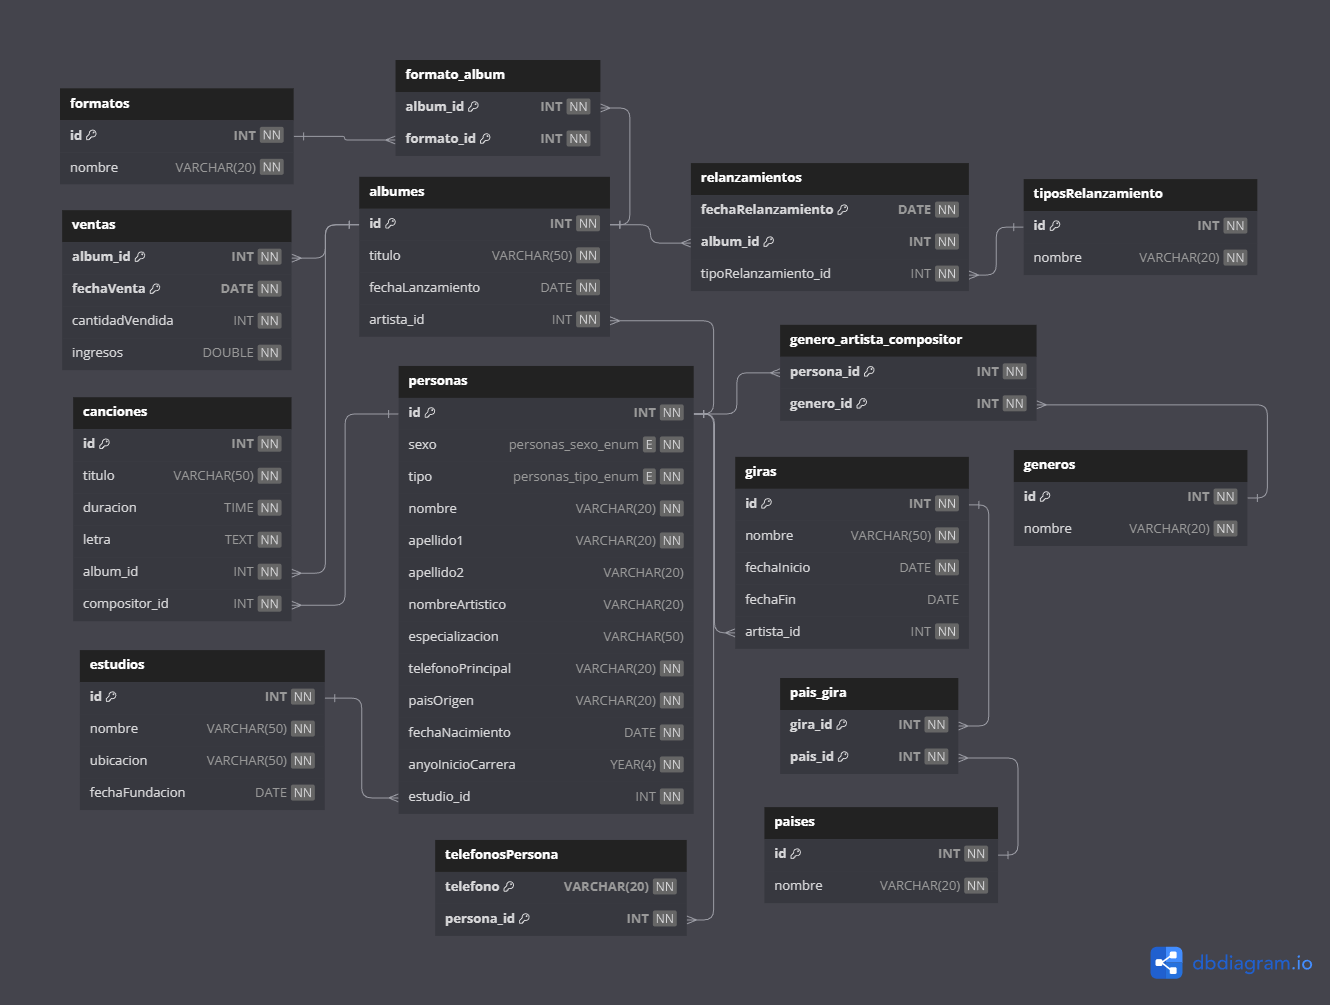 formatos
id INT NN
nombre VARCHAR(20) NN
formato_album
album_id INT NN
formato_id INT NN
ventas
album_id INT NN
fechaVenta DATE NN
cantidadVendida INT NN
ingresos DOUBLE NN
albumes
id INT NN
titulo VARCHAR(50) NN
fechaLanzamiento DATE NN
artista_id INT NN
relanzamientos
fechaRelanzamiento DATE NN
album_id INT NN
tipoRelanzamiento_id INT NN
tiposRelanzamiento
id INT NN
nombre VARCHAR(20) NN
genero_artista_compositor
persona_id INT NN
genero_id INT NN
canciones
id INT NN
titulo VARCHAR(50) NN
duracion TIME NN
letra TEXT NN
album_id INT NN
compositor_id INT NN
personas
id INT NN
sexo personas_sexo_enum E NN
tipo personas_tipo_enum E NN
nombre VARCHAR(20) NN
apellido1 VARCHAR(20) NN
apellido2 VARCHAR(20)
nombreArtistico VARCHAR(20)
especializacion VARCHAR(50)
telefonoPrincipal VARCHAR(20) NN
paisOrigen VARCHAR(20) NN
fechaNacimiento DATE NN
anyoInicioCarrera YEAR(4) NN
estudio_id INT NN
giras
id INT NN
nombre VARCHAR(50) NN
fechaInicio DATE NN
fechaFin DATE
artista_id INT NN
generos
id INT NN
nombre VARCHAR(20) NN
estudios
id INT NN
nombre VARCHAR(50) NN
ubicacion VARCHAR(50) NN
fechaFundacion DATE NN
pais_gira
gira_id INT NN
pais_id INT NN
paises
id INT NN
nombre VARCHAR(20) NN
telefonosPersona
telefono VARCHAR(20) NN
persona_id INT NN
dbdiagram.io